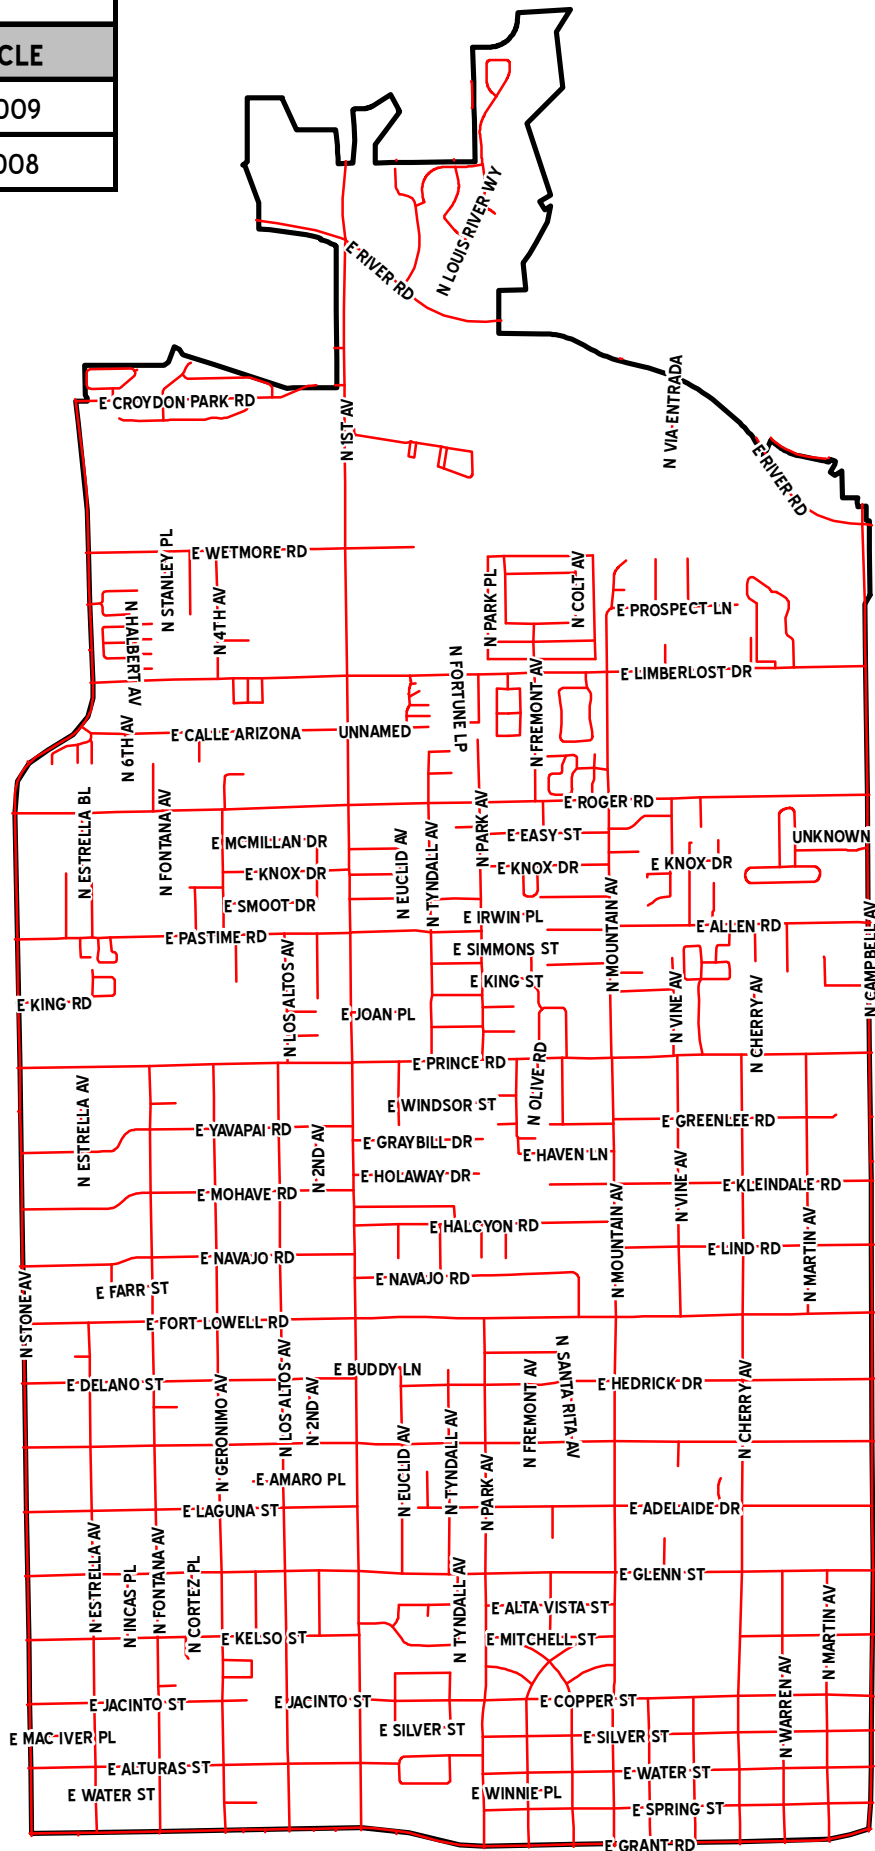 CLE
009
008
N LOUIS RIVER WY
E RIVER RD
N VIA ENTRADA
E CROYDON PARK RD
N 1ST AV
E RIVER RD
N STANLEY PL
E WETMORE RD
N COLT AV
N PARK PL
N 4TH AV
N HALBERT AV
E PROSPECT LN
N FORTUNE LP
N FREMONT AV
E LIMBERLOST DR
N 6TH AV
E CALLE ARIZONA
UNNAMED
N ESTRELLA BL
N FONTANA AV
E ROGER RD
N PARK AV
N EUCLID AV
N TYNDALL AV
E MCMILLAN DR
E EASY ST
UNKNOWN
E KNOX DR
E KNOX DR
E KNOX DR
N MOUNTAIN AV
E SMOOT DR
E IRWIN PL
E ALLEN RD
N CAMPBELL AV
E PASTIME RD
N LOS ALTOS AV
E SIMMONS ST
E KING ST
N VINE AV
N CHERRY AV
E KING RD
E JOAN PL
E PRINCE RD
N OLIVE RD
N ESTRELLA AV
E WINDSOR ST
E GREENLEE RD
E YAVAPAI RD
N 2ND AV
E GRAYBILL DR
E HAVEN LN
N VINE AV
E HOLAWAY DR
E KLEINDALE RD
E MOHAVE RD
N MOUNTAIN AV
E HALCYON RD
N MARTIN AV
E LIND RD
E NAVAJO RD
E NAVAJO RD
N STONE AV
E FARR ST
E FORT LOWELL RD
N LOS ALTOS AV
N SANTA RITA AV
E BUDDY LN
E DELANO ST
N GERONIMO AV
N 2ND AV
N FREMONT AV
E HEDRICK DR
N CHERRY AV
N EUCLID AV
N TYNDALL AV
N PARK AV
E AMARO PL
E LAGUNA ST
E ADELAIDE DR
N ESTRELLA AV
N INCAS PL
N FONTANA AV
N CORTEZ PL
N TYNDALL AV
E GLENN ST
N MARTIN AV
E ALTA VISTA ST
E KELSO ST
E MITCHELL ST
N WARREN AV
E JACINTO ST
E JACINTO ST
E COPPER ST
E MAC IVER PL
E SILVER ST
E SILVER ST
E ALTURAS ST
E WATER ST
E WATER ST
E WINNIE PL
E SPRING ST
E GRANT RD